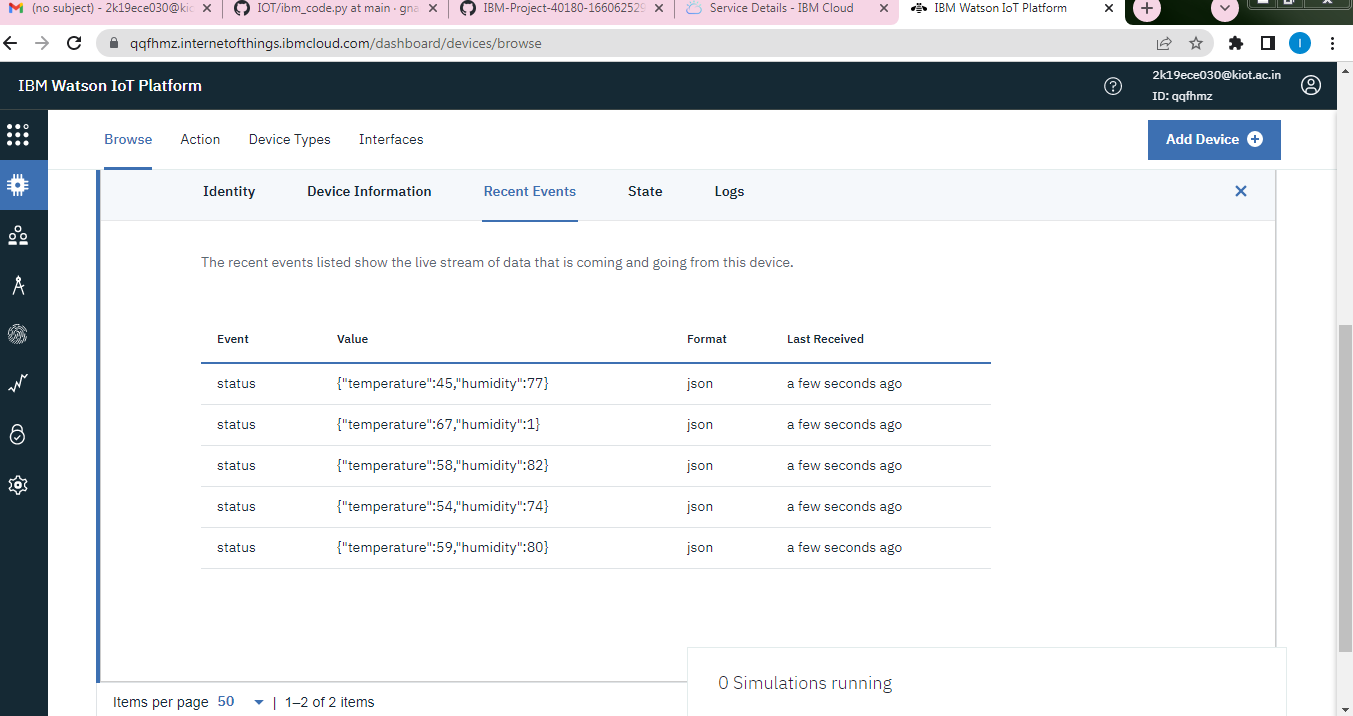 (no subject) - 2k19ece030@kio
IOT/ibm_code.py at main · gna
IBM-Project-40180-166062529
Service Details - IBM Cloud
IBM Watson IoT Platform
qqfhmz.internetofthings.ibmcloud.com/dashboard/devices/browse
I
IBM Watson IoT Platform
2k19ece030@kiot.ac.in
ID: qqfhmz
Browse Action Device Types Interfaces
Add Device
Identity Device Information Recent Events State Logs
The recent events listed show the live stream of data that is coming and going from this device.
Event Value Format Last Received
status {"temperature":45,"humidity":77} json a few seconds ago
status {"temperature":67,"humidity":1} json a few seconds ago
status {"temperature":58,"humidity":82} json a few seconds ago
status {"temperature":54,"humidity":74} json a few seconds ago
status {"temperature":59,"humidity":80} json a few seconds ago
0 Simulations running
Items per page 50 | 1–2 of 2 items